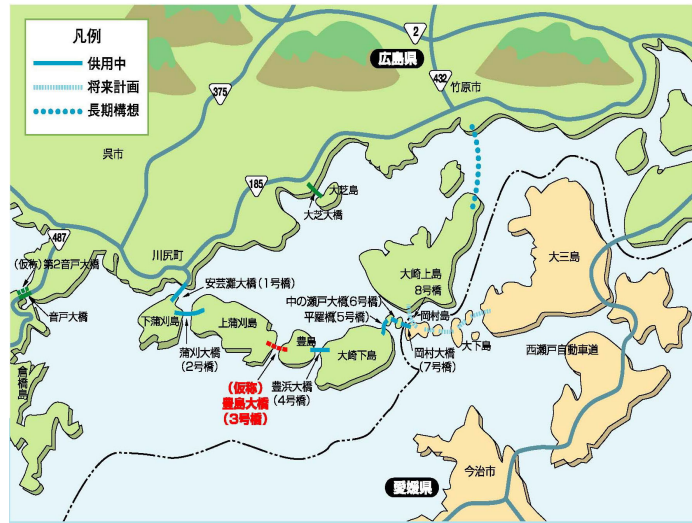 凡例
供用中
将来計画
長期構想
2
広島県
432
竹原市
375
呉市
185
大芝島
大芝大橋
487
川尻町
(仮称)第2音戸大橋
音戸大橋
安芸灘大橋(1号橋)
下蒲刈島
上蒲刈島
蒲刈大橋
(2号橋)
豊島
(仮称)
豊島大橋
(3号橋)
豊浜大橋
(4号橋)
大崎下島
大崎上島
8号橋
中の瀬戸大橋(6号橋)
平羅橋(5号橋)
岡村島
岡村大橋
(7号橋)
大下島
大三島
西瀬戸自動車道
倉橋島
今治市
愛媛県